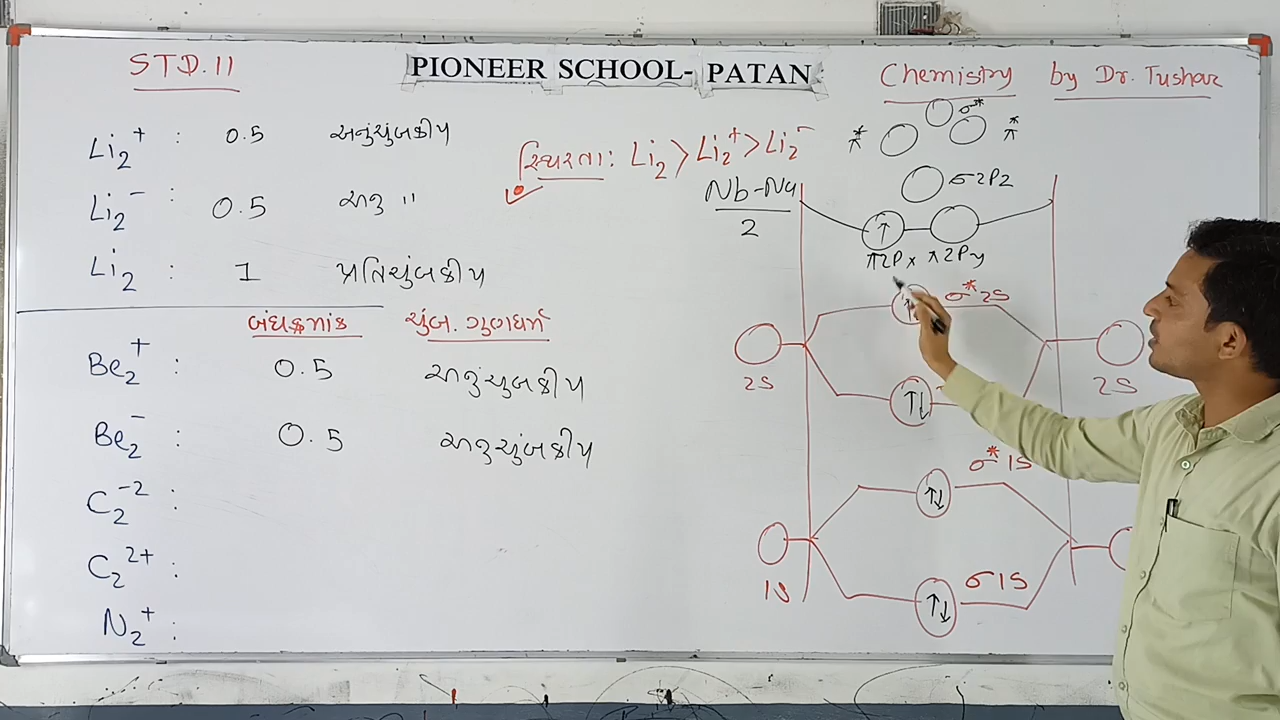 STD.11
PIONEER SCHOOL- PATAN
Chemistry by Dr. Tushar
Li₂⁺ : 0.5 અનુચુંબકીય
Li₂⁻ : 0.5 અનુ "
Li₂ : 1 પ્રતિચુંબકીય
સ્થિરતા: Li₂ > Li₂⁺ > Li₂⁻
બંધક્રમાંક ચુંબ. ગુણધર્મ
Be₂⁺ : 0.5 અનુચુંબકીય
Be₂⁻ : 0.5 અનુચુંબકીય
C₂⁻² :
C₂²⁺ :
N₂⁺ :
Nb-Na
2
σ*
π* π*
σ2Pz
↑
π2Px π2Py
↑↓ σ*2S
2S ↑↓ 2S
↑↓ σ*1S
1S
↑↓ σ1S